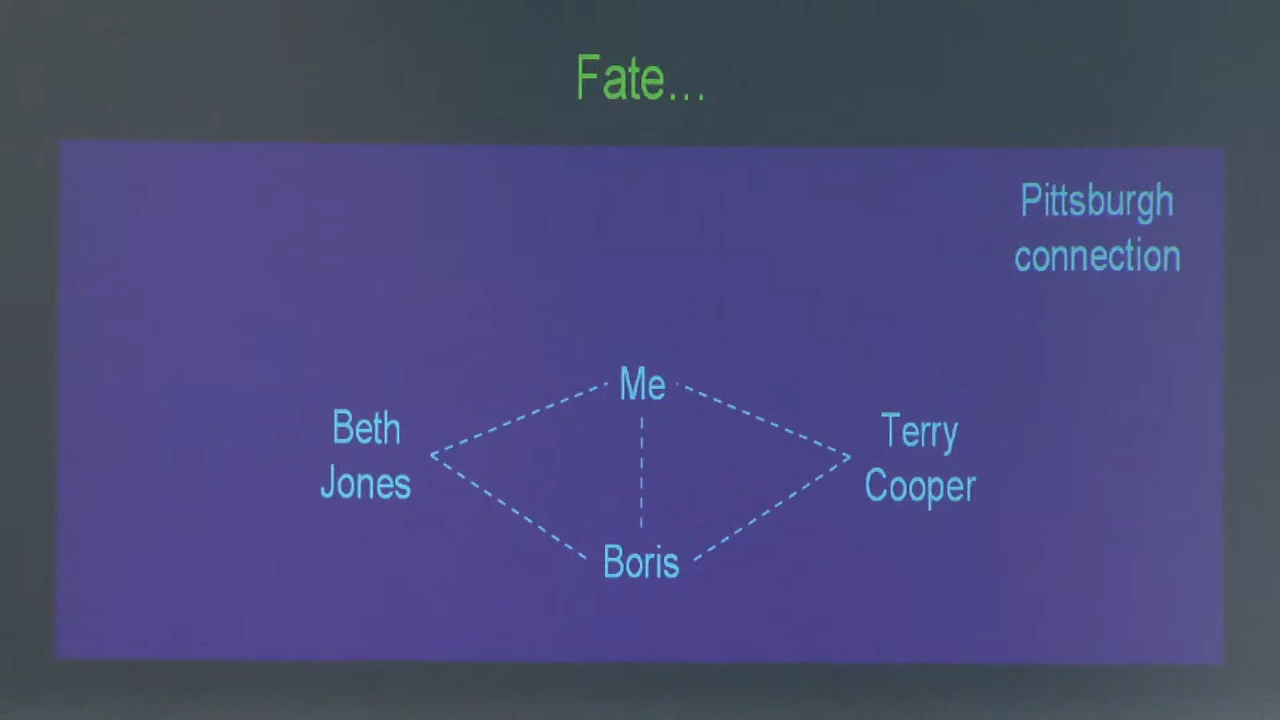 Fate...
Pittsburgh
connection
Me
Beth
Jones
Terry
Cooper
Boris